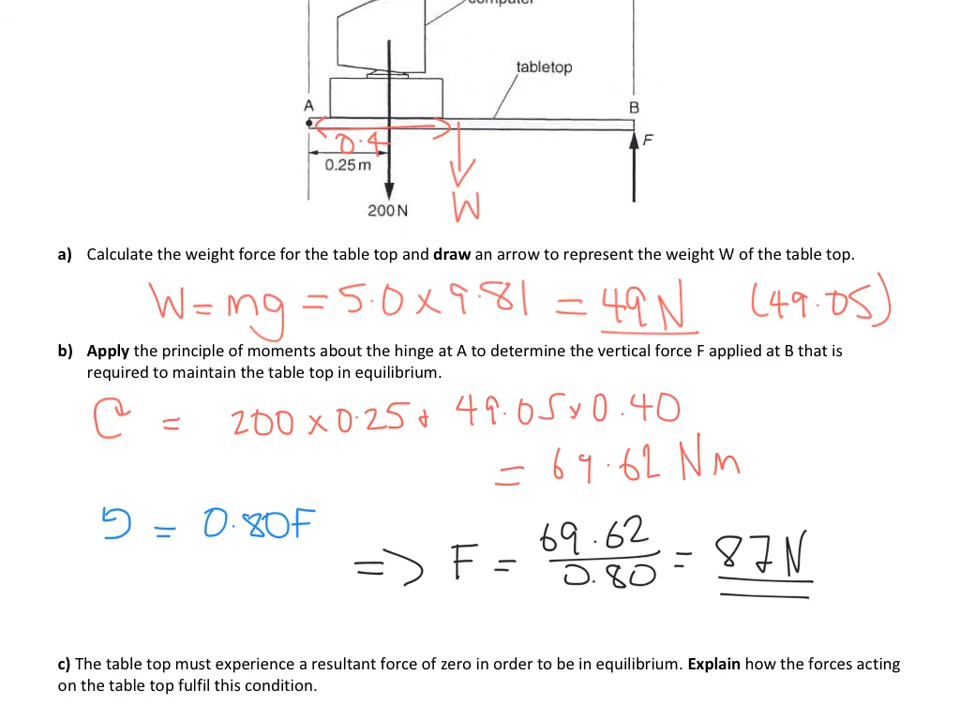 computer
tabletop
A
B
0.4
F
0.25 m
200 N
W
a) Calculate the weight force for the table top and draw an arrow to represent the weight W of the table top.
W = mg = 5.0 x 9.81 = 49 N (49.05)
b) Apply the principle of moments about the hinge at A to determine the vertical force F applied at B that is
required to maintain the table top in equilibrium.
= 200 x 0.25 + 49.05 x 0.40
= 69.62 Nm
= 0.80F
=> F = 69.62 / 0.80 = 87 N
c) The table top must experience a resultant force of zero in order to be in equilibrium. Explain how the forces acting
on the table top fulfil this condition.